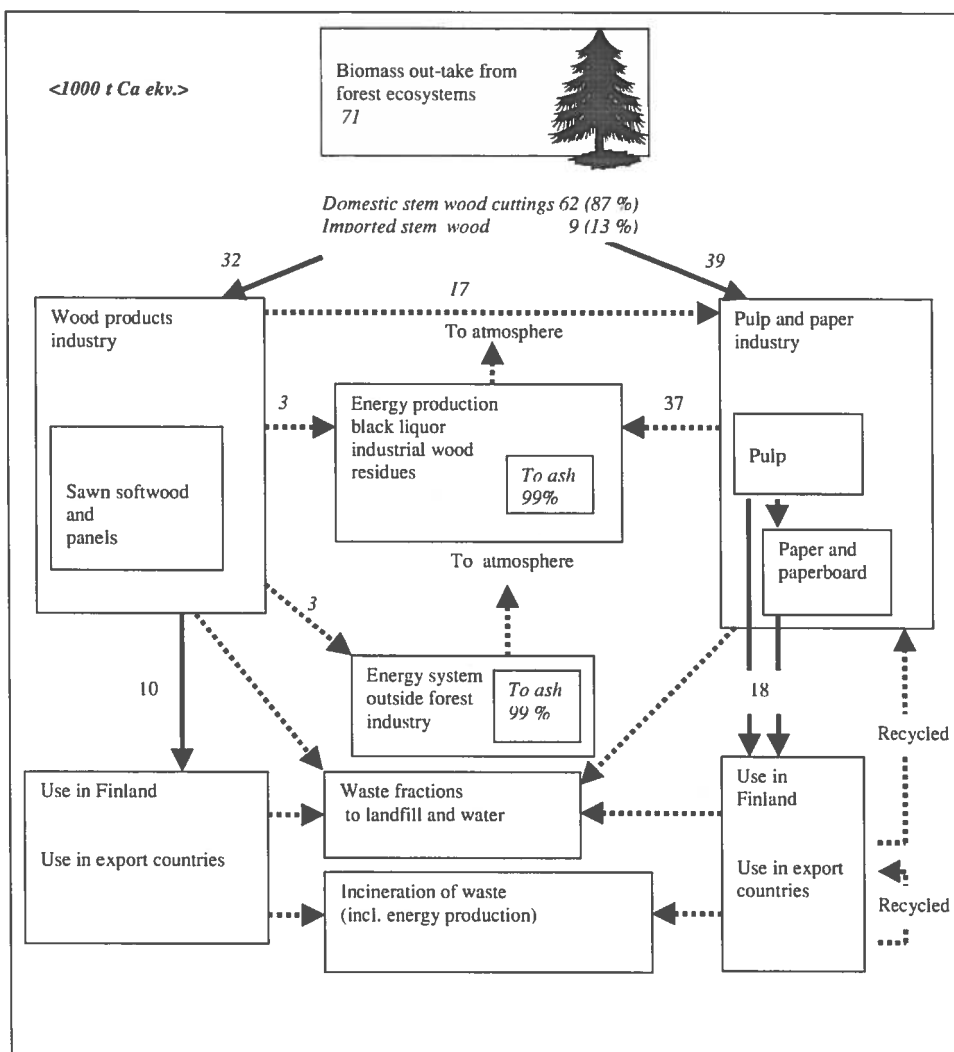 Biomass out-take from
forest ecosystems
71
<1000 t Ca ekv.>
Domestic stem wood cuttings 62 (87 %)
Imported stem wood 9 (13 %)
32
39
17
Wood products
industry
To atmosphere
Pulp and paper
industry
3
Energy production
black liquor
industrial wood
residues
To ash
99%
37
Sawn softwood
and
panels
Pulp
Paper and
paperboard
To atmosphere
3
Energy system
outside forest
industry
To ash
99 %
10
18
Recycled
Use in Finland
Use in export countries
Waste fractions
to landfill and water
Use in
Finland
Use in export
countries
Incineration of waste
(incl. energy production)
Recycled